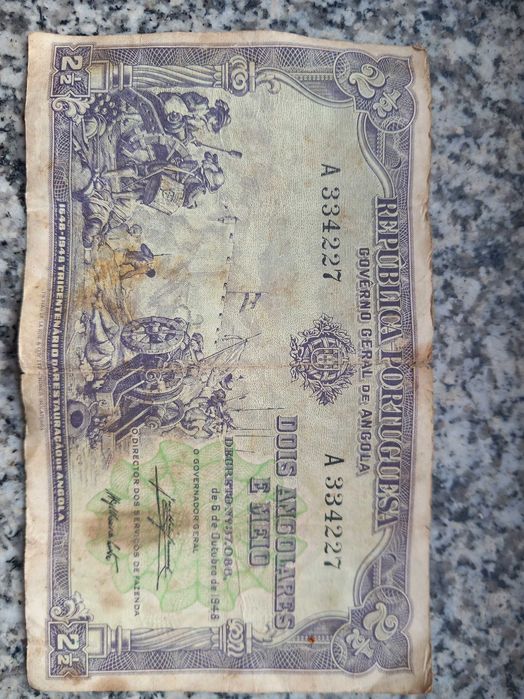 2½
2½
REPUBLICA PORTUGUESA
GOVÊRNO GERAL DE ANGOLA
A 334227
A 334227
DOIS ANGOLARES
E MEIO
de 6 de Outubro de 1948
O GOVERNADOR GERAL
O DIRECTOR DOS SERVIÇOS DE FAZENDA
2½
1648-1948 TRICENTENÁRIO DA RESTAURAÇÃO DE ANGOLA
2½